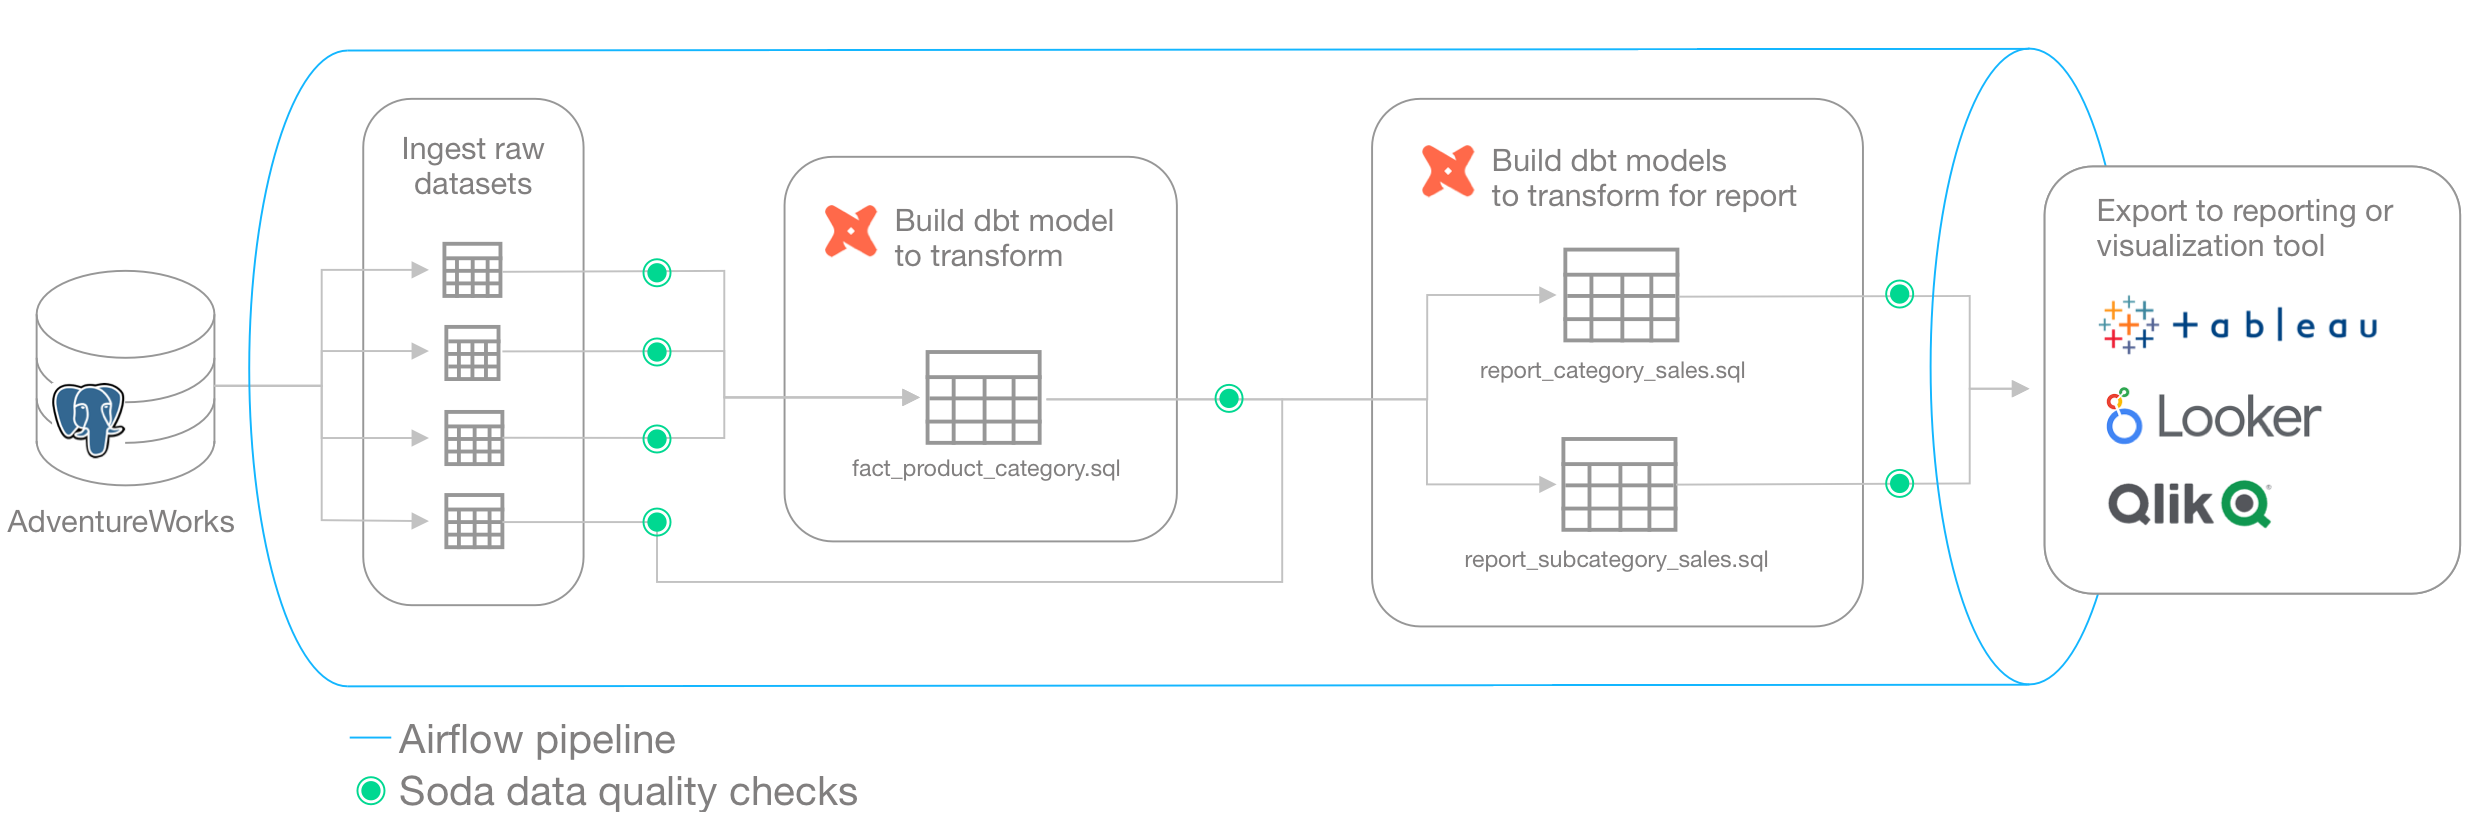 Ingest raw
datasets
AdventureWorks
Build dbt model
to transform
fact_product_category.sql
Build dbt models
to transform for report
report_category_sales.sql
report_subcategory_sales.sql
Export to reporting or
visualization tool
+ableau
Looker
Qlik
Airflow pipeline
Soda data quality checks